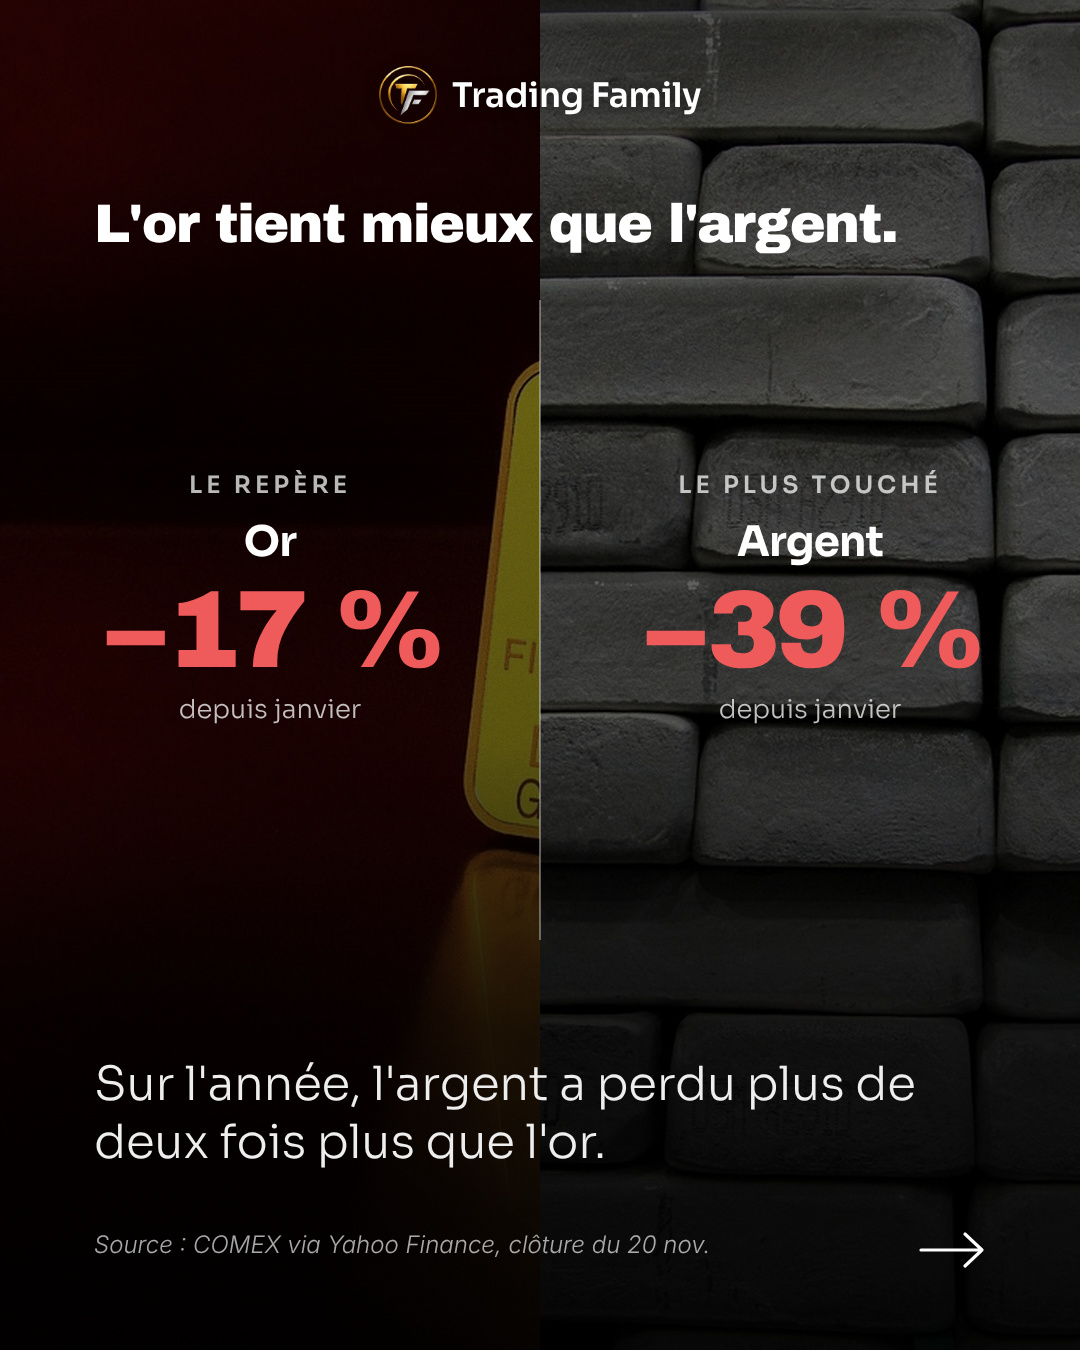 Trading Family
L'or tient mieux que l'argent.
LE REPÈRE
Or
–17 %
depuis janvier
LE PLUS TOUCHÉ
Argent
–39 %
depuis janvier
Sur l'année, l'argent a perdu plus de
deux fois plus que l'or.
Source : COMEX via Yahoo Finance, clôture du 20 nov.